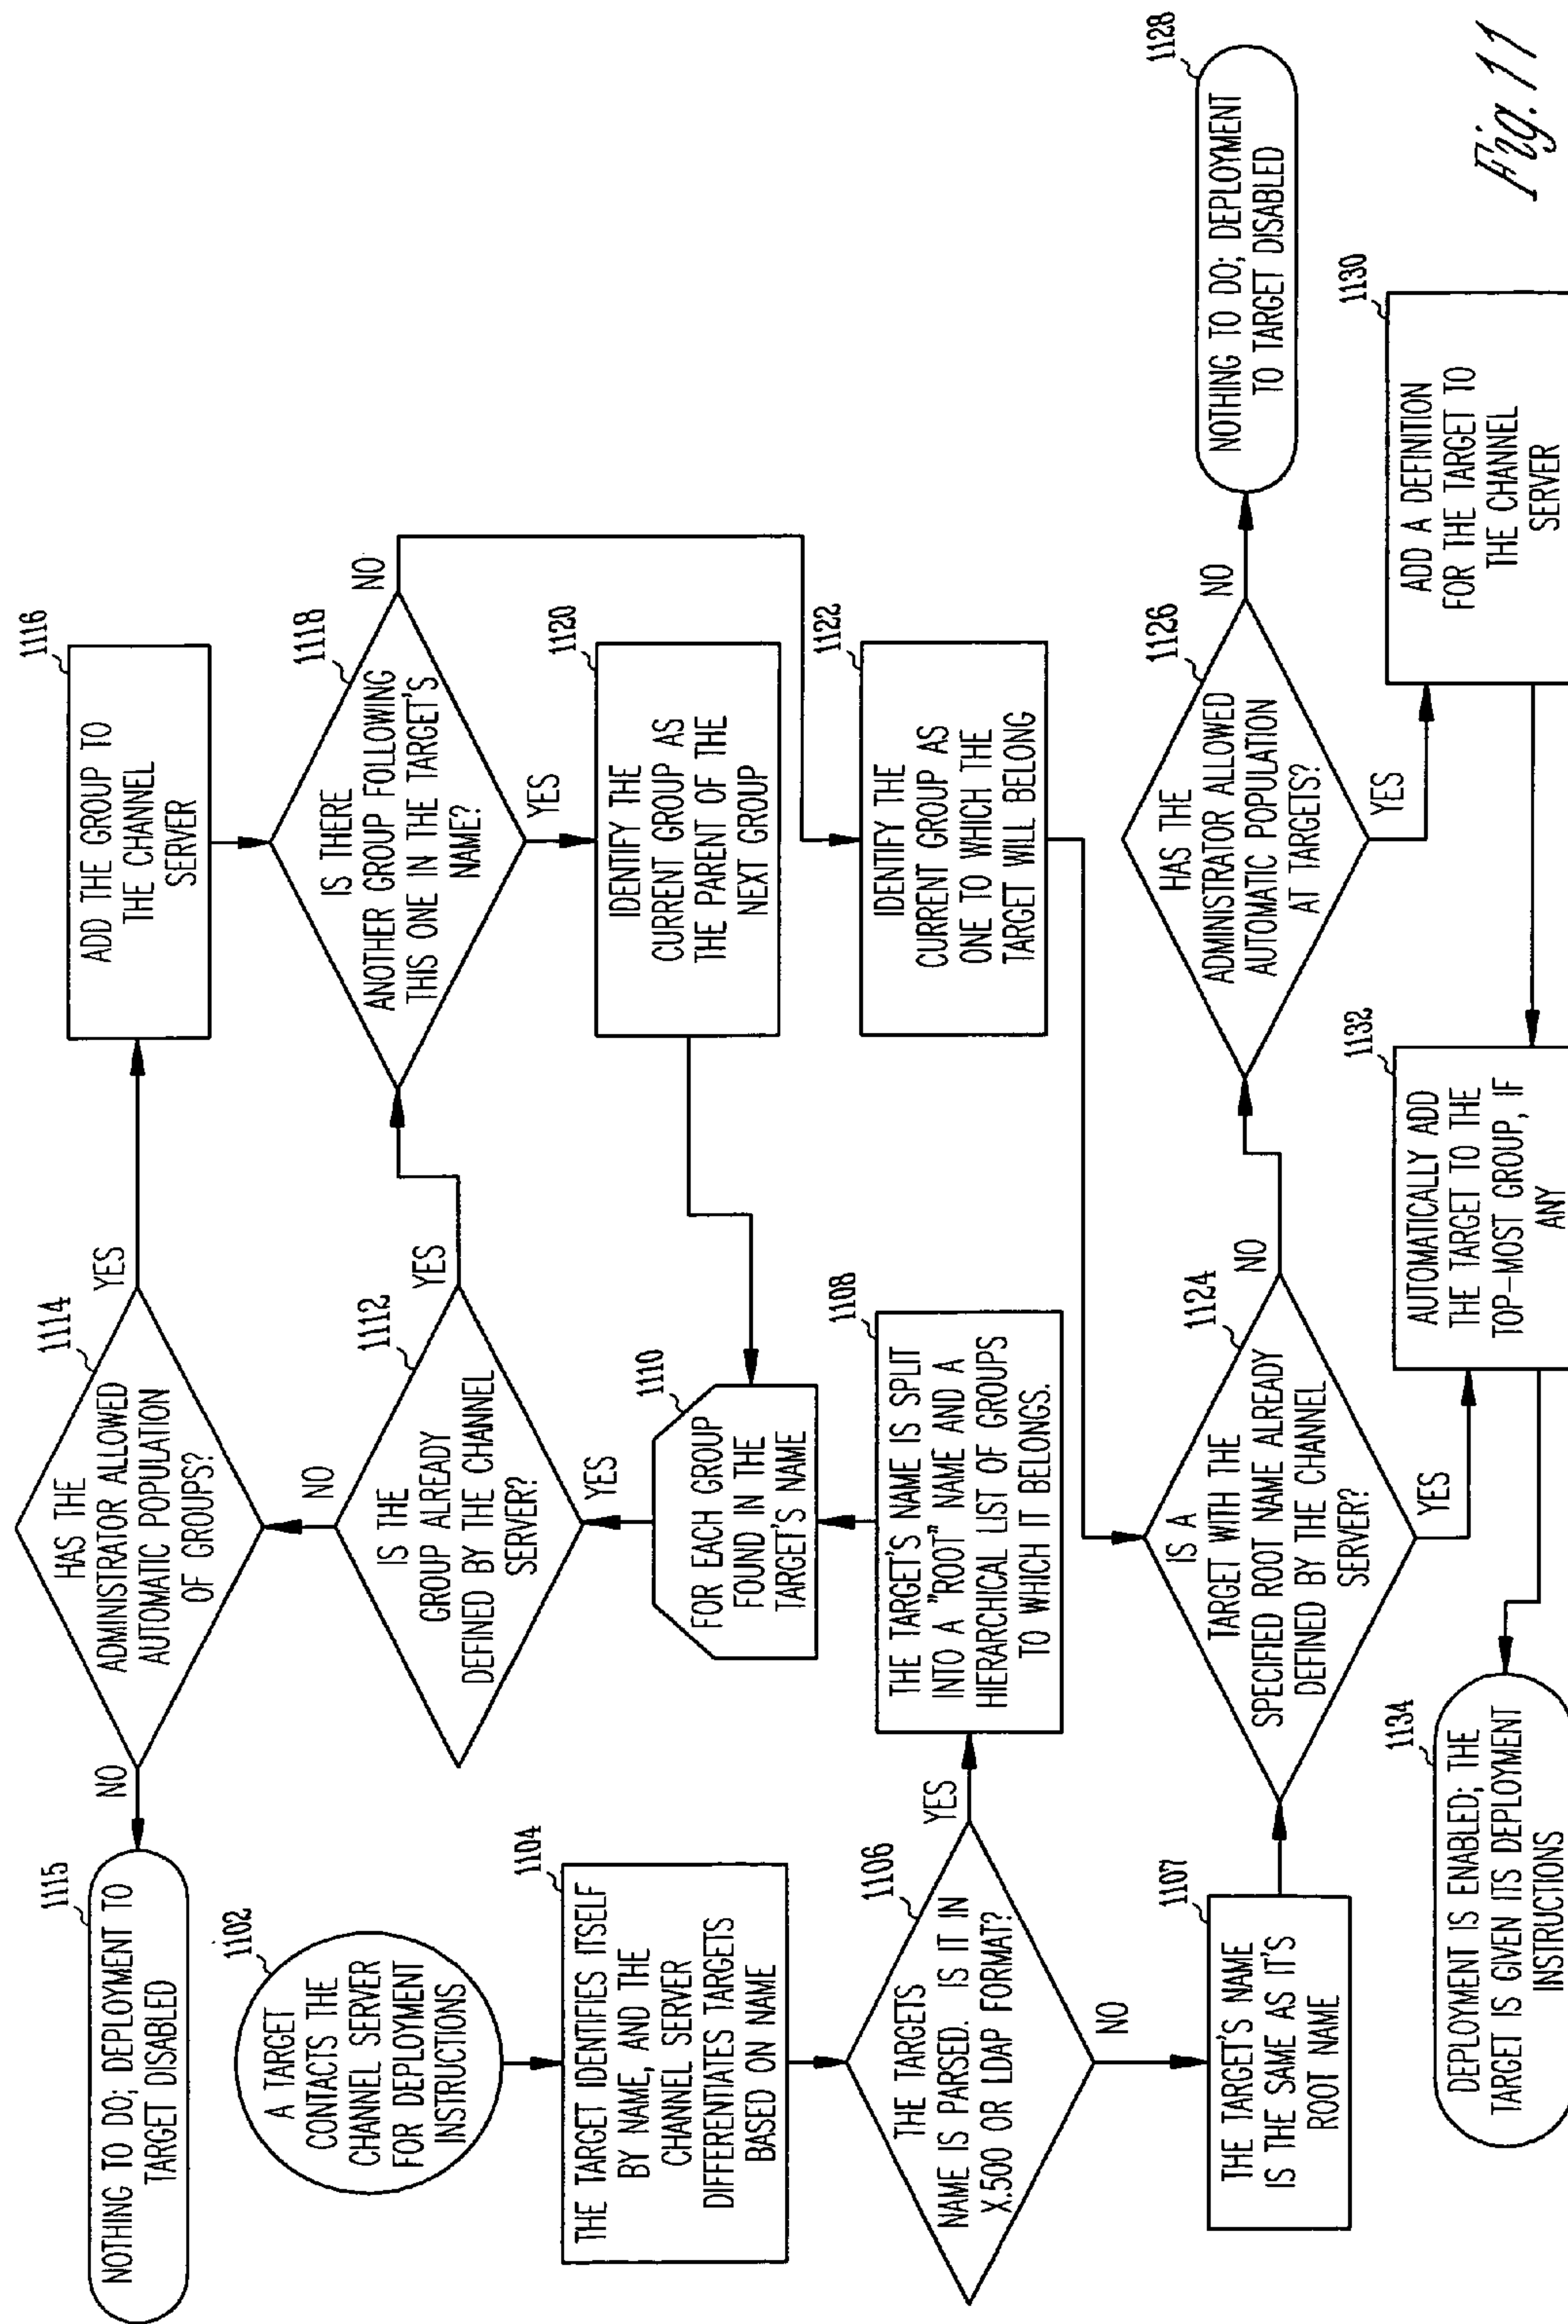 1102
A TARGET
CONTACTS THE
CHANNEL SERVER
FOR DEPLOYMENT
INSTRUCTIONS
1104
THE TARGET IDENTIFIES ITSELF
BY NAME, AND THE
CHANNEL SERVER
DIFFERENTIATES TARGETS
BASED ON NAME
1106
THE TARGETS
NAME IS PARSED. IS IT IN
X.500 OR LDAP FORMAT?
YES
NO
1107
THE TARGET'S NAME
IS THE SAME AS IT'S
ROOT NAME
1108
THE TARGET'S NAME IS SPLIT
INTO A "ROOT" NAME AND A
HIERARCHICAL LIST OF GROUPS
TO WHICH IT BELONGS.
1110
FOR EACH GROUP
FOUND IN THE
TARGET'S NAME
YES
1112
IS THE
GROUP ALREADY
DEFINED BY THE CHANNEL
SERVER?
NO
YES
1114
HAS THE
ADMINISTRATOR ALLOWED
AUTOMATIC POPULATION
OF GROUPS?
NO
YES
1115
NOTHING TO DO; DEPLOYMENT TO
TARGET DISABLED
1116
ADD THE GROUP TO
THE CHANNEL
SERVER
1118
IS THERE
ANOTHER GROUP FOLLOWING
THIS ONE IN THE TARGET'S
NAME?
NO
YES
1120
IDENTIFY THE
CURRENT GROUP AS
THE PARENT OF THE
NEXT GROUP
1122
IDENTIFY THE
CURRENT GROUP AS
ONE TO WHICH THE
TARGET WILL BELONG
1124
IS A
TARGET WITH THE
SPECIFIED ROOT NAME ALREADY
DEFINED BY THE CHANNEL
SERVER?
NO
YES
1126
HAS THE
ADMINISTRATOR ALLOWED
AUTOMATIC POPULATION
AT TARGETS?
NO
YES
1128
NOTHING TO DO; DEPLOYMENT
TO TARGET DISABLED
1130
ADD A DEFINITION
FOR THE TARGET TO
THE CHANNEL
SERVER
1132
AUTOMATICALLY ADD
THE TARGET TO THE
TOP-MOST GROUP, IF
ANY
1134
DEPLOYMENT IS ENABLED; THE
TARGET IS GIVEN ITS DEPLOYMENT
INSTRUCTIONS
Fig. 11